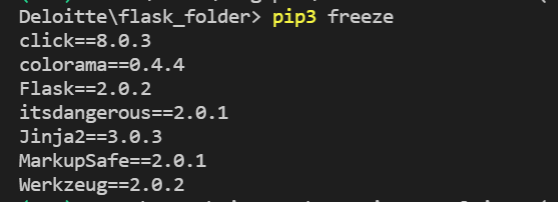 Deloitte\flask_folder> pip3 freeze
click==8.0.3
colorama==0.4.4
Flask==2.0.2
itsdangerous==2.0.1
Jinja2==3.0.3
MarkupSafe==2.0.1
Werkzeug==2.0.2